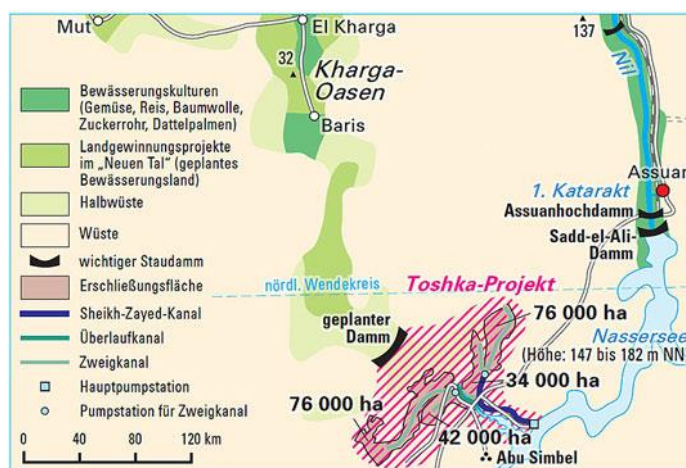 Mut
El Kharga
32
Kharga-
Oasen
Baris
137
Nil
Bewässerungskulturen
(Gemüse, Reis, Baumwolle,
Zuckerrohr, Dattelpalmen)
Landgewinnungsprojekte
im „Neuen Tal“ (geplantes
Bewässerungsland)
Halbwüste
Wüste
wichtiger Staudamm
Erschließungsfläche
Sheikh-Zayed-Kanal
Überlaufkanal
Zweigkanal
Hauptpumpstation
Pumpstation für Zweigkanal
0 40 80 120 km
Assuan
1. Katarakt
Assuanhochdamm
Sadd-el-Ali-
Damm
nördl. Wendekreis
Toshka-Projekt
geplanter
Damm
76 000 ha
Nassersee
(Höhe: 147 bis 182 m NN)
34 000 ha
76 000 ha
42 000 ha
Abu Simbel